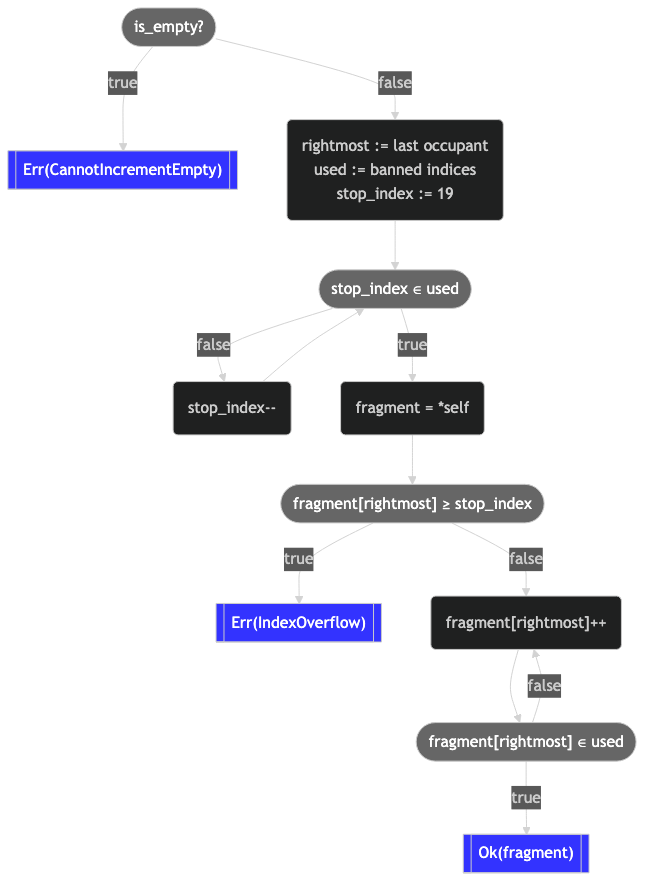 is_empty?
true
false
Err(CannotIncrementEmpty)
rightmost := last occupant
used := banned indices
stop_index := 19
stop_index ∈ used
false
true
stop_index--
fragment = *self
fragment[rightmost] ≥ stop_index
true
false
Err(IndexOverflow)
fragment[rightmost]++
false
fragment[rightmost] ∈ used
true
Ok(fragment)